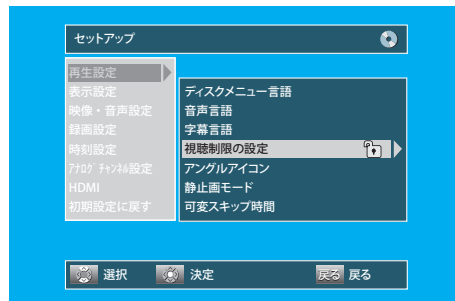 セットアップ
再生設定
表示設定
映像・音声設定
録画設定
時刻設定
ｱﾅﾛｸﾞ ﾁｬﾝﾈﾙ設定
HDMI
初期設定に戻す
ディスクメニュー言語
音声言語
字幕言語
視聴制限の設定
アングルアイコン
静止画モード
可変スキップ時間
選択 決定 戻る 戻る